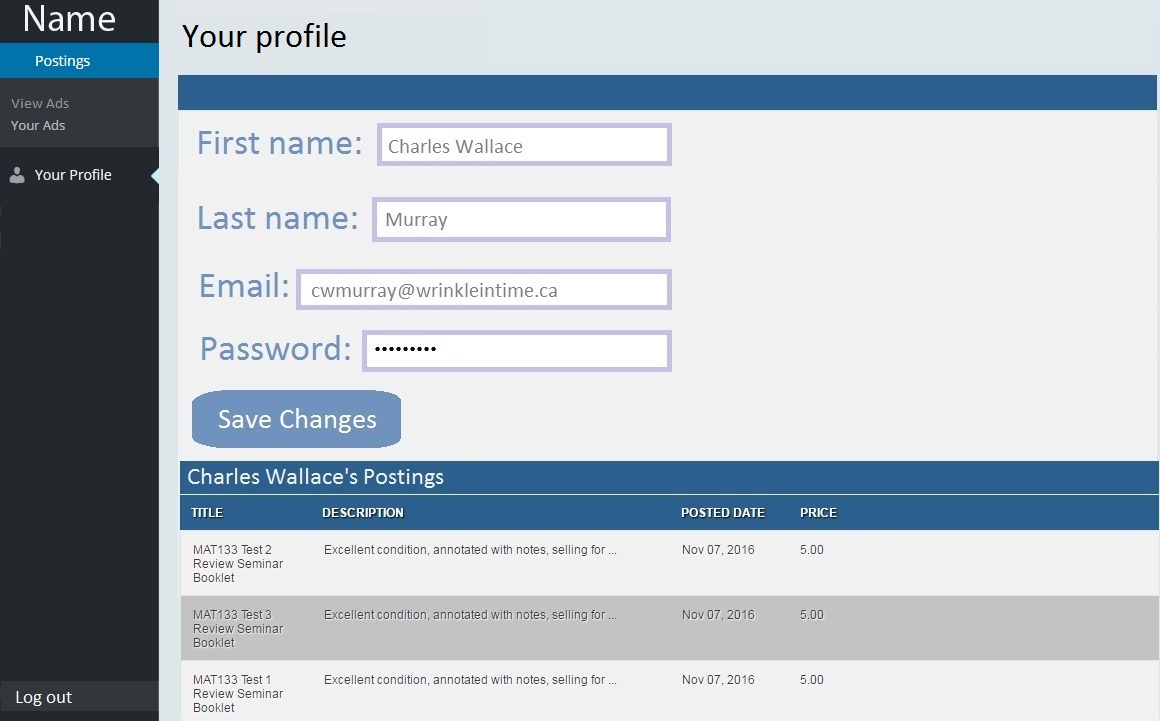 Name
Postings
View Ads
Your Ads
Your Profile
Log out
Your profile
First name: Charles Wallace
Last name: Murray
Email: cwmurray@wrinkleintime.ca
Password: •••••••••
Save Changes
Charles Wallace's Postings
TITLE DESCRIPTION POSTED DATE PRICE
MAT133 Test 2 Excellent condition, annotated with notes, selling for ... Nov 07, 2016 5.00
Review Seminar
Booklet
MAT133 Test 3 Excellent condition, annotated with notes, selling for ... Nov 07, 2016 5.00
Review Seminar
Booklet
MAT133 Test 1 Excellent condition, annotated with notes, selling for ... Nov 07, 2016 5.00
Review Seminar
Booklet